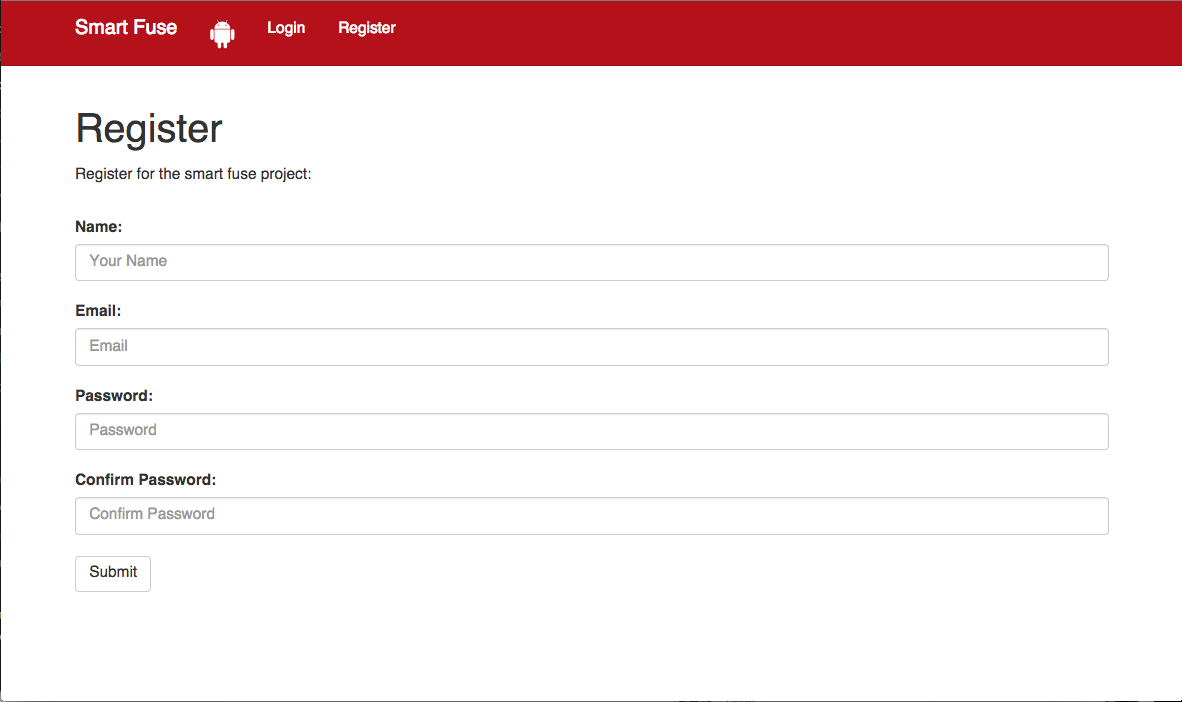 Smart Fuse Login Register
Register
Register for the smart fuse project:
Name:
Your Name
Email:
Email
Password:
Password
Confirm Password:
Confirm Password
Submit